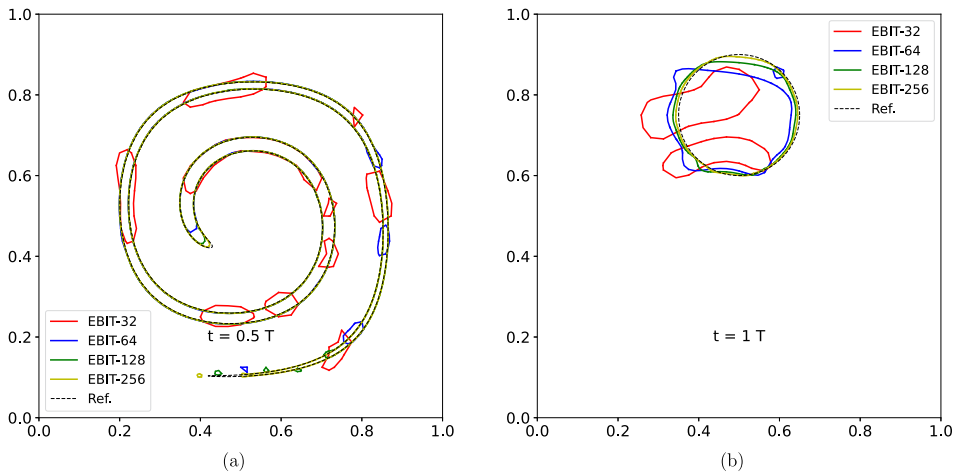 1.0
0.8
0.6
0.4
0.2
0.0
0.0 0.2 0.4 0.6 0.8 1.0
EBIT-32
EBIT-64
EBIT-128
EBIT-256
Ref.
t = 0.5 T
(a)
1.0
0.8
0.6
0.4
0.2
0.0
0.0 0.2 0.4 0.6 0.8 1.0
EBIT-32
EBIT-64
EBIT-128
EBIT-256
Ref.
t = 1 T
(b)